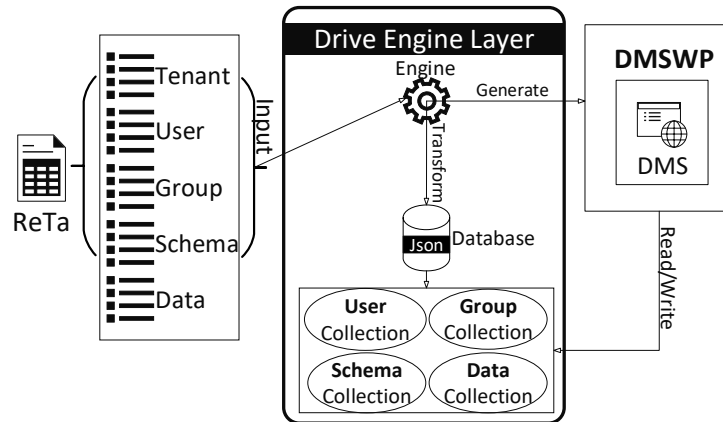 ReTa
Tenant
User
Group
Schema
Data
Input
Drive Engine Layer
Engine
Generate
Transform
Json
Database
User
Collection
Group
Collection
Schema
Collection
Data
Collection
DMSWP
DMS
Read/Write